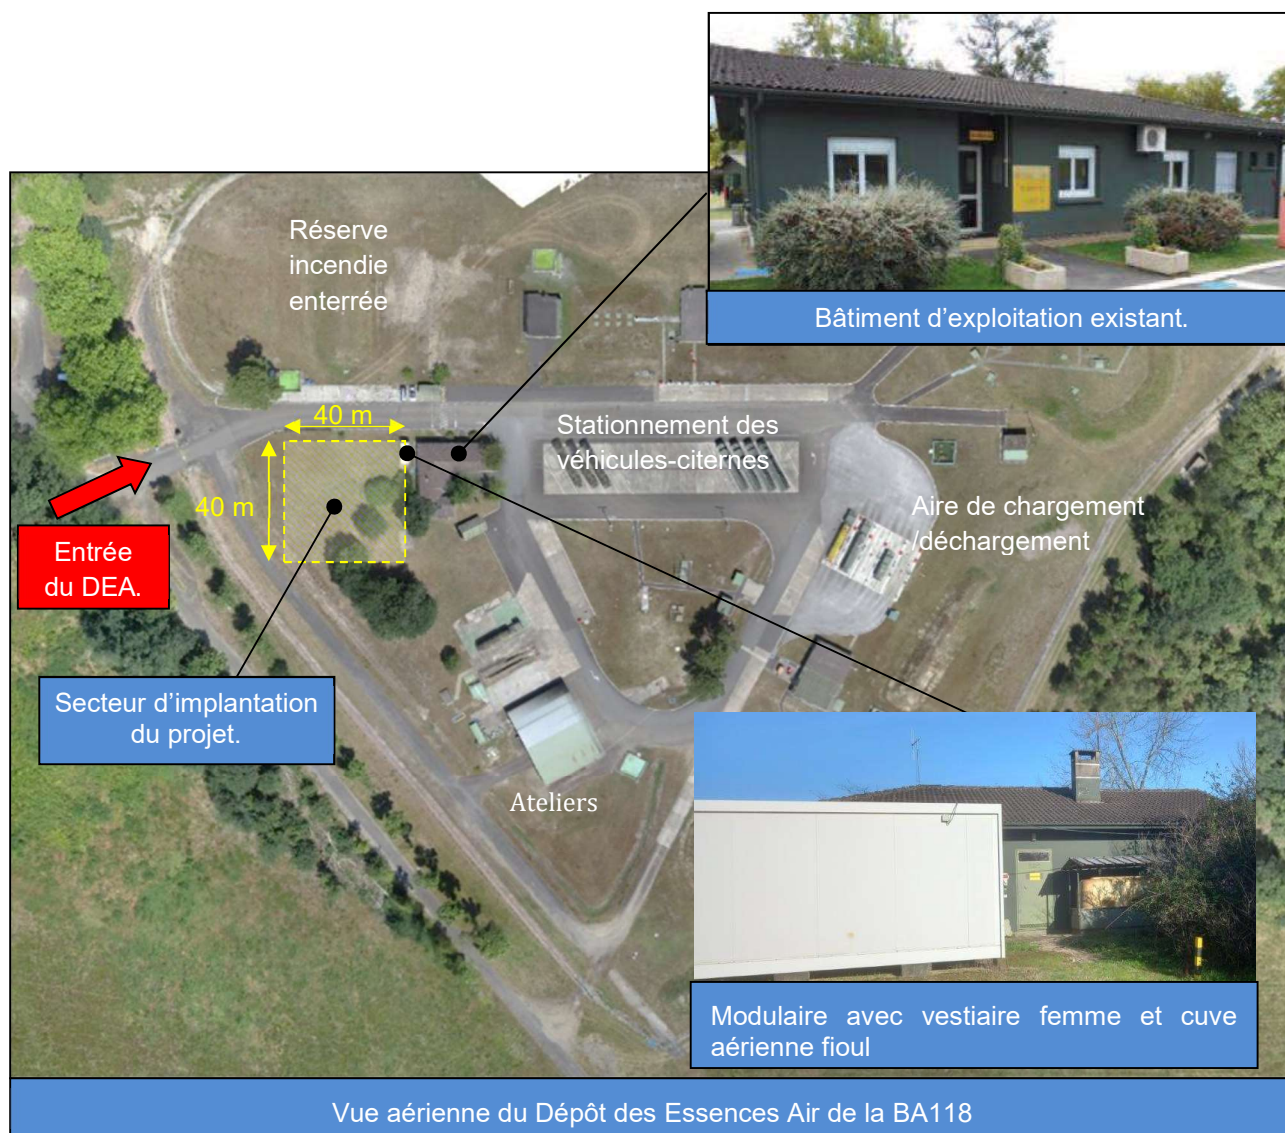 Réserve
incendie
enterrée
Bâtiment d'exploitation existant.
40 m
Stationnement des
véhicules-citernes
40 m
Aire de chargement
/déchargement
Entrée
du DEA.
Secteur d'implantation
du projet.
Ateliers
Modulaire avec vestiaire femme et cuve
aérienne fioul
Vue aérienne du Dépôt des Essences Air de la BA118